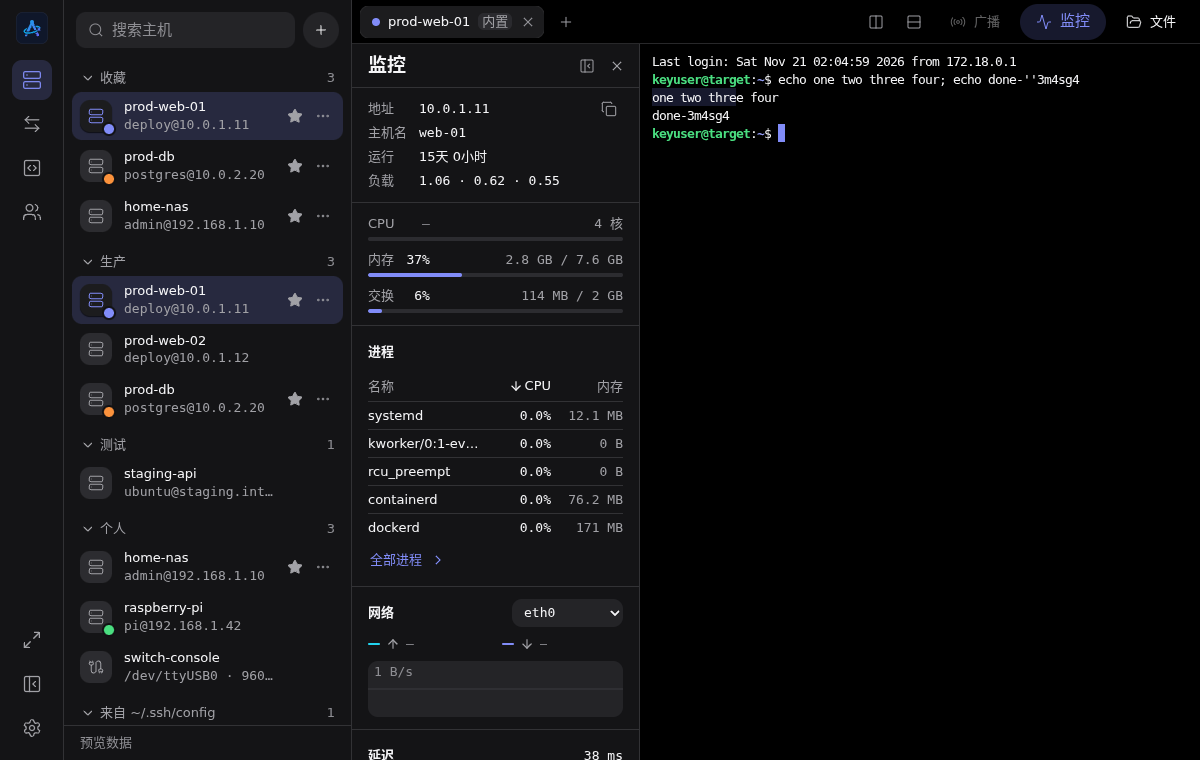 搜索主机
收藏 3
prod-web-01
deploy@10.0.1.11
prod-db
postgres@10.0.2.20
home-nas
admin@192.168.1.10
生产 3
prod-web-01
deploy@10.0.1.11
prod-web-02
deploy@10.0.1.12
prod-db
postgres@10.0.2.20
测试 1
staging-api
ubuntu@staging.int…
个人 3
home-nas
admin@192.168.1.10
raspberry-pi
pi@192.168.1.42
switch-console
/dev/ttyUSB0 · 960…
来自 ~/.ssh/config 1
预览数据
prod-web-01 内置
广播 监控 文件
监控
地址 10.0.1.11
主机名 web-01
运行 15天 0小时
负载 1.06 · 0.62 · 0.55
CPU — 4 核
内存 37% 2.8 GB / 7.6 GB
交换 6% 114 MB / 2 GB
进程
名称 CPU 内存
systemd 0.0% 12.1 MB
kworker/0:1-ev… 0.0% 0 B
rcu_preempt 0.0% 0 B
containerd 0.0% 76.2 MB
dockerd 0.0% 171 MB
全部进程
网络 eth0
↑ — ↓ —
1 B/s
延迟 38 ms
Last login: Sat Nov 21 02:04:59 2026 from 172.18.0.1
keyuser@target:~$ echo one two three four; echo done-''3m4sg4
one two three four
done-3m4sg4
keyuser@target:~$